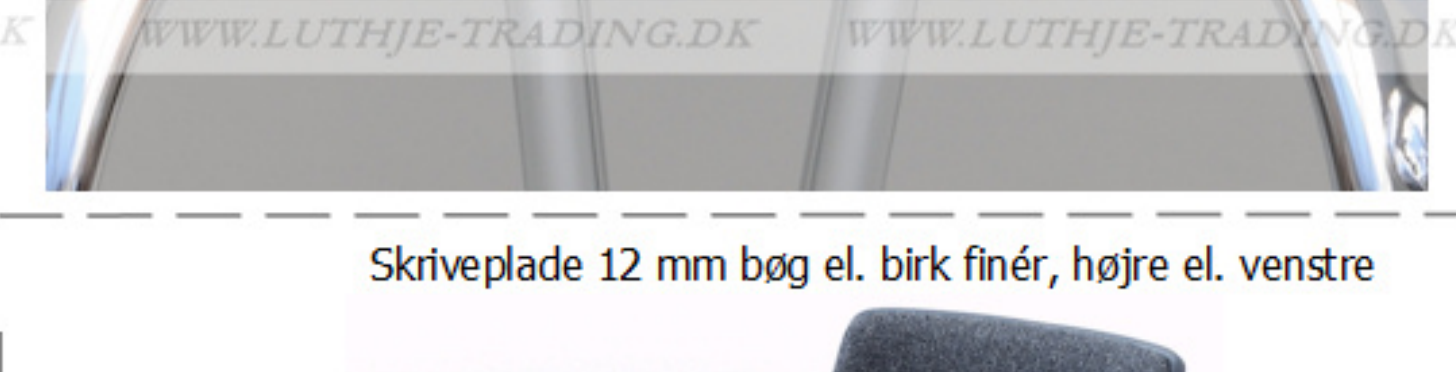 K WWW.LUTHJE-TRADING.DK WWW.LUTHJE-TRADING.DK
Skriveplade 12 mm bøg el. birk finér, højre el. venstre